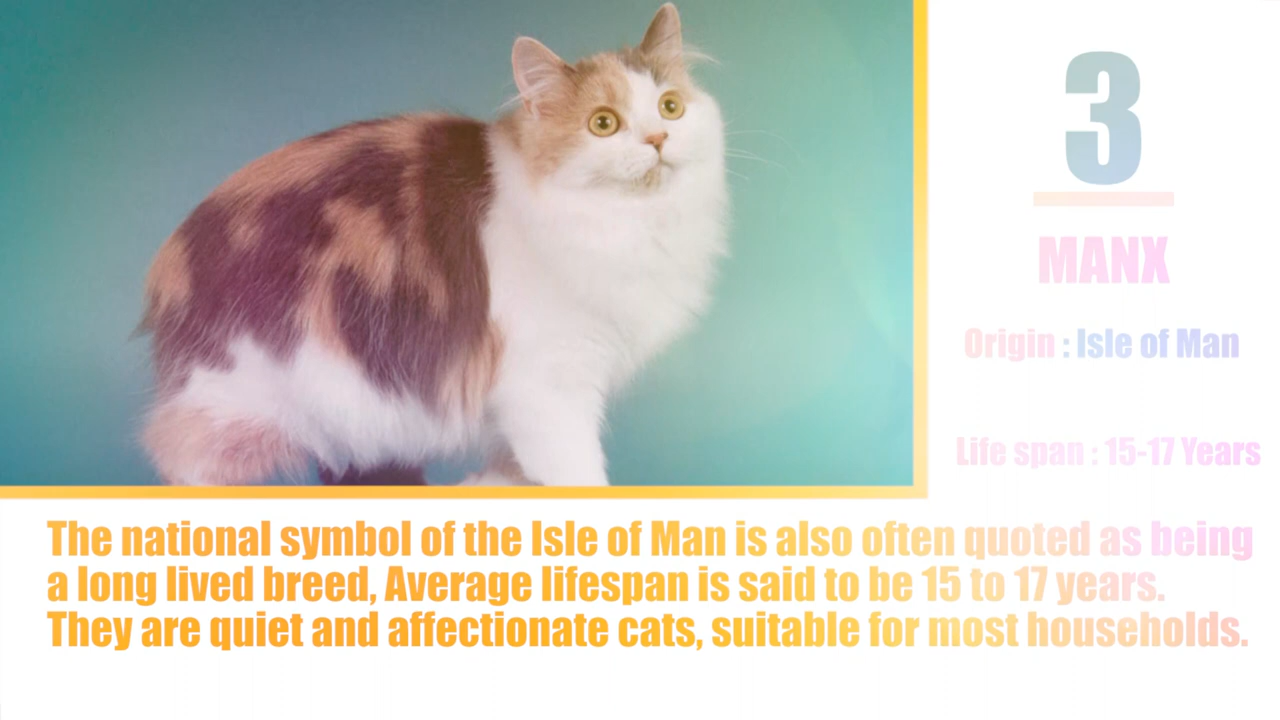 3
MANX
Origin : Isle of Man
Life span : 15-17 Years
The national symbol of the Isle of Man is also often quoted as being
a long lived breed, Average lifespan is said to be 15 to 17 years.
They are quiet and affectionate cats, suitable for most households.